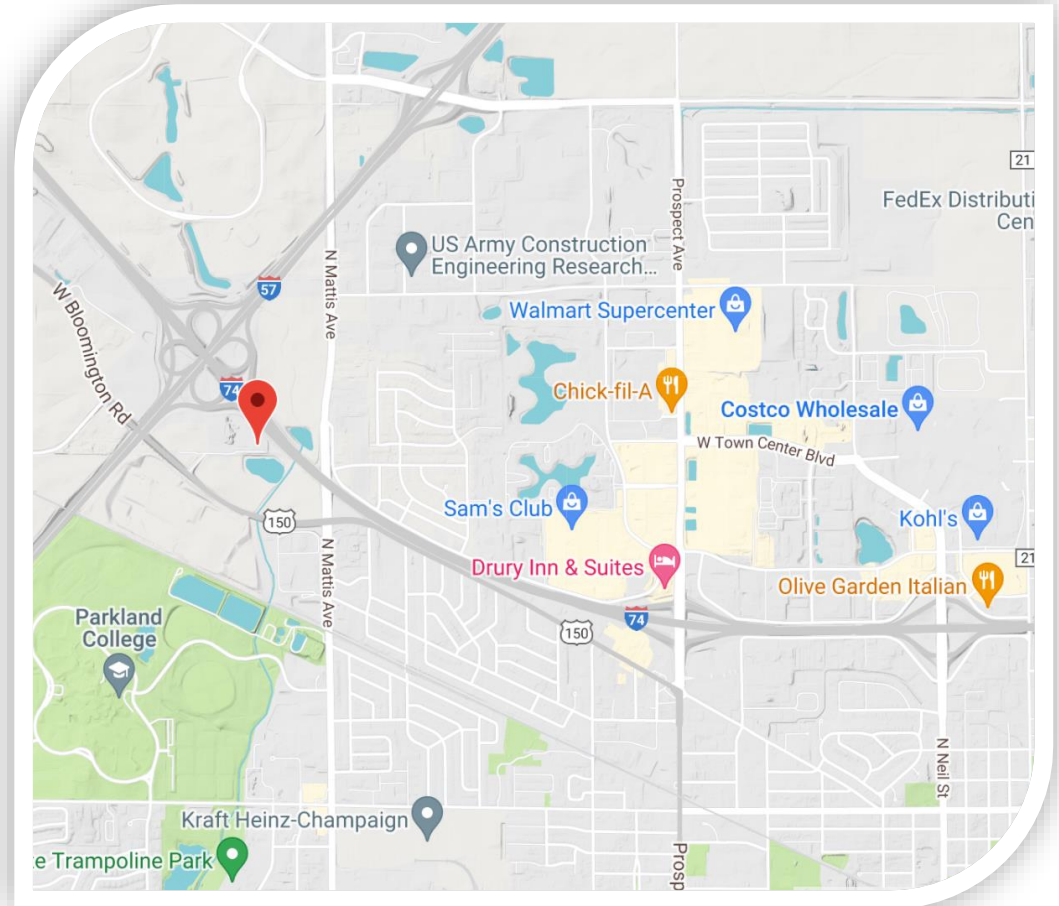 21
FedEx Distributi
Cen
Prospect Ave
US Army Construction
Engineering Research...
N Mattis Ave
57
W Bloomington Rd
Walmart Supercenter
74
Chick-fil-A
Costco Wholesale
W Town Center Blvd
Sam's Club
150
Kohl's
N Mattis Ave
Drury Inn & Suites
21
Olive Garden Italian
74
150
Parkland
College
N Neil St
Kraft Heinz-Champaign
e Trampoline Park
Prosp